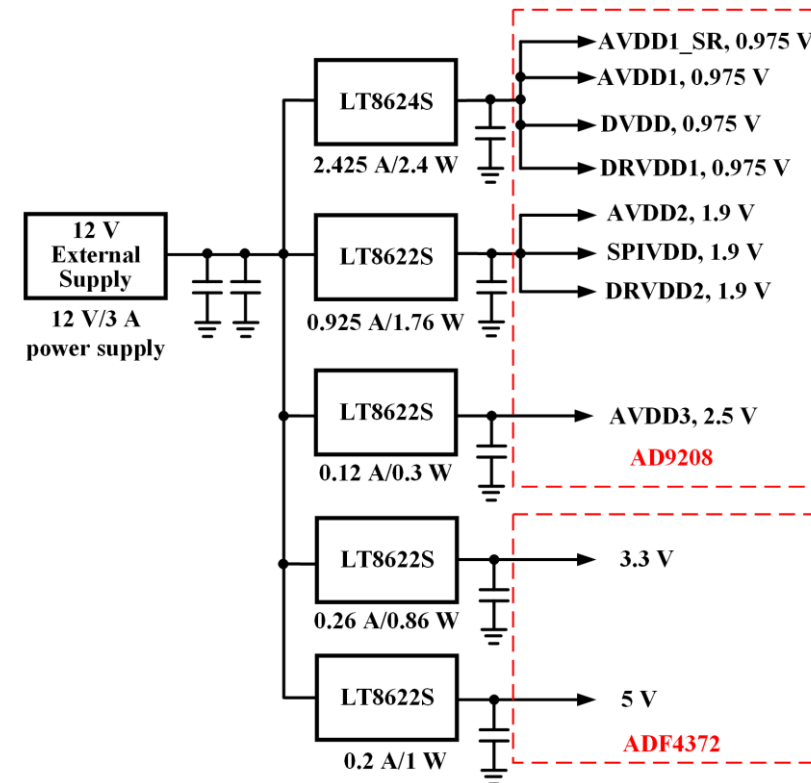 AVDD1_SR, 0.975 V
LT8624S
AVDD1, 0.975 V
DVDD, 0.975 V
2.425 A/2.4 W
DRVDD1, 0.975 V
12 V
External
Supply
12 V/3 A
power supply
LT8622S
AVDD2, 1.9 V
SPIVDD, 1.9 V
DRVDD2, 1.9 V
0.925 A/1.76 W
LT8622S
AVDD3, 2.5 V
0.12 A/0.3 W
AD9208
LT8622S
3.3 V
0.26 A/0.86 W
LT8622S
5 V
0.2 A/1 W
ADF4372